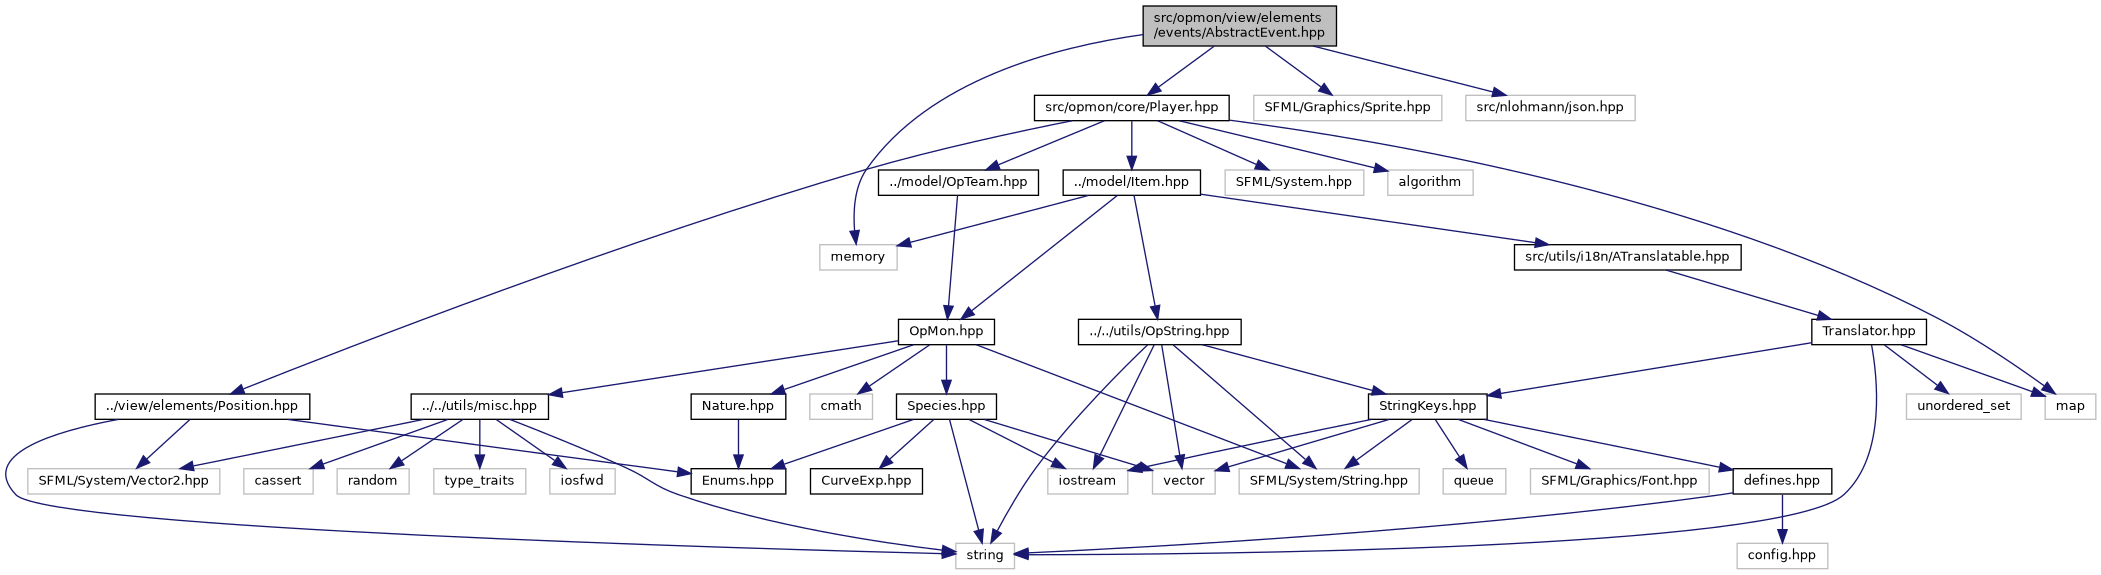 src/opmon/view/elements
/events/AbstractEvent.hpp
src/opmon/core/Player.hpp
SFML/Graphics/Sprite.hpp
src/nlohmann/json.hpp
../model/OpTeam.hpp
../model/Item.hpp
SFML/System.hpp
algorithm
memory
src/utils/i18n/ATranslatable.hpp
OpMon.hpp
../../utils/OpString.hpp
Translator.hpp
../view/elements/Position.hpp
../../utils/misc.hpp
Nature.hpp
cmath
Species.hpp
StringKeys.hpp
unordered_set
map
SFML/System/Vector2.hpp
cassert
random
type_traits
iosfwd
Enums.hpp
CurveExp.hpp
iostream
vector
SFML/System/String.hpp
queue
SFML/Graphics/Font.hpp
defines.hpp
string
config.hpp